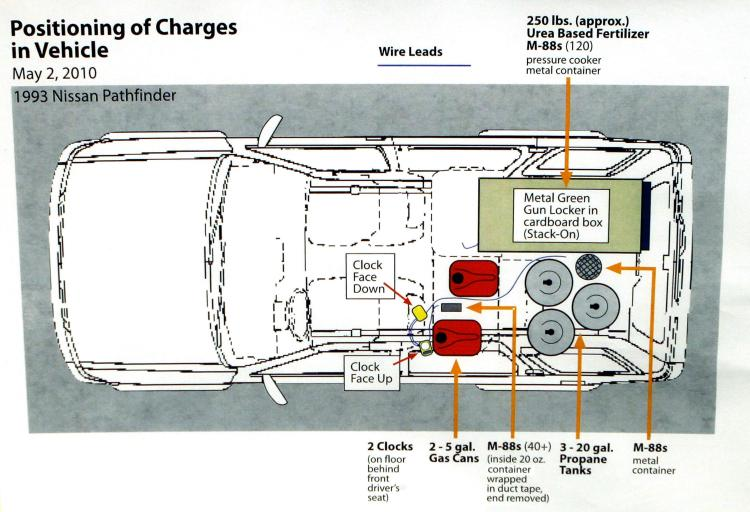 Positioning of Charges
in Vehicle
May 2, 2010
1993 Nissan Pathfinder
Wire Leads
250 lbs. (approx.)
Urea Based Fertilizer
M-88s (120)
pressure cooker
metal container
Metal Green
Gun Locker in
cardboard box
(Stack-On)
Clock
Face
Down
Clock
Face Up
2 Clocks
(on floor
behind
front
driver's
seat)
2 - 5 gal.
Gas Cans
M-88s (40+)
(inside 20 oz.
container
wrapped
in duct tape,
end removed)
3 - 20 gal.
Propane
Tanks
M-88s
metal
container